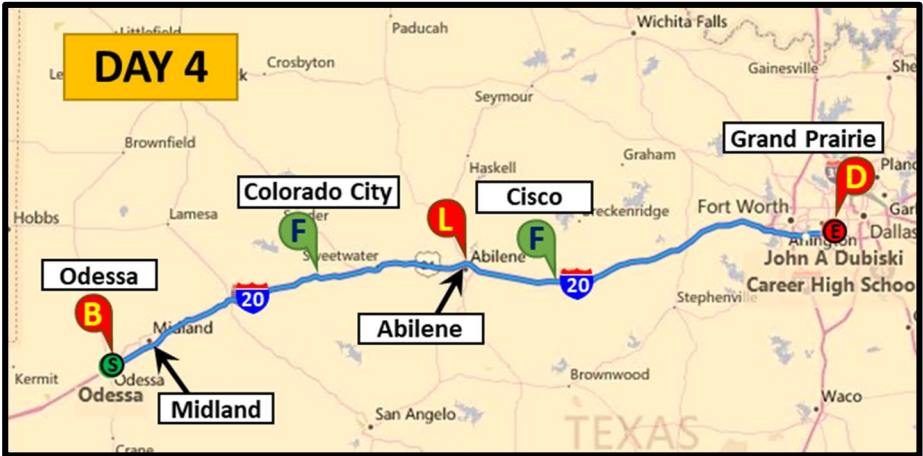 DAY 4
Littlefield
Paducah
Wichita Falls
Crosbyton
Gainesville
Seymour
Brownfield
Grand Prairie
Haskell
Graham
D
Colorado City
Cisco
Hobbs
Lamesa
L
Breckenridge
Fort Worth
F
F
Sweetwater
Abilene
E
Arlington
Dallas
Odessa
John A Dubiski
Career High School
20
20
B
Midland
Abilene
Stephenville
S
Kermit
Odessa
Odessa
Midland
Brownwood
San Angelo
Waco
TEXAS
Crane